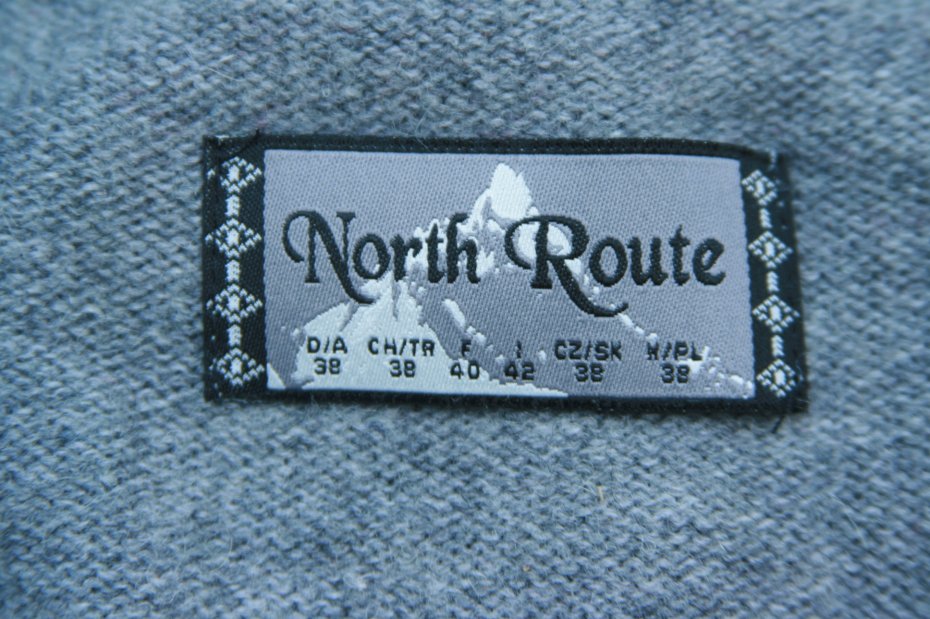 North Route
D/A CH/TR F I CZ/SK H/PL
38 38 40 42 38 38